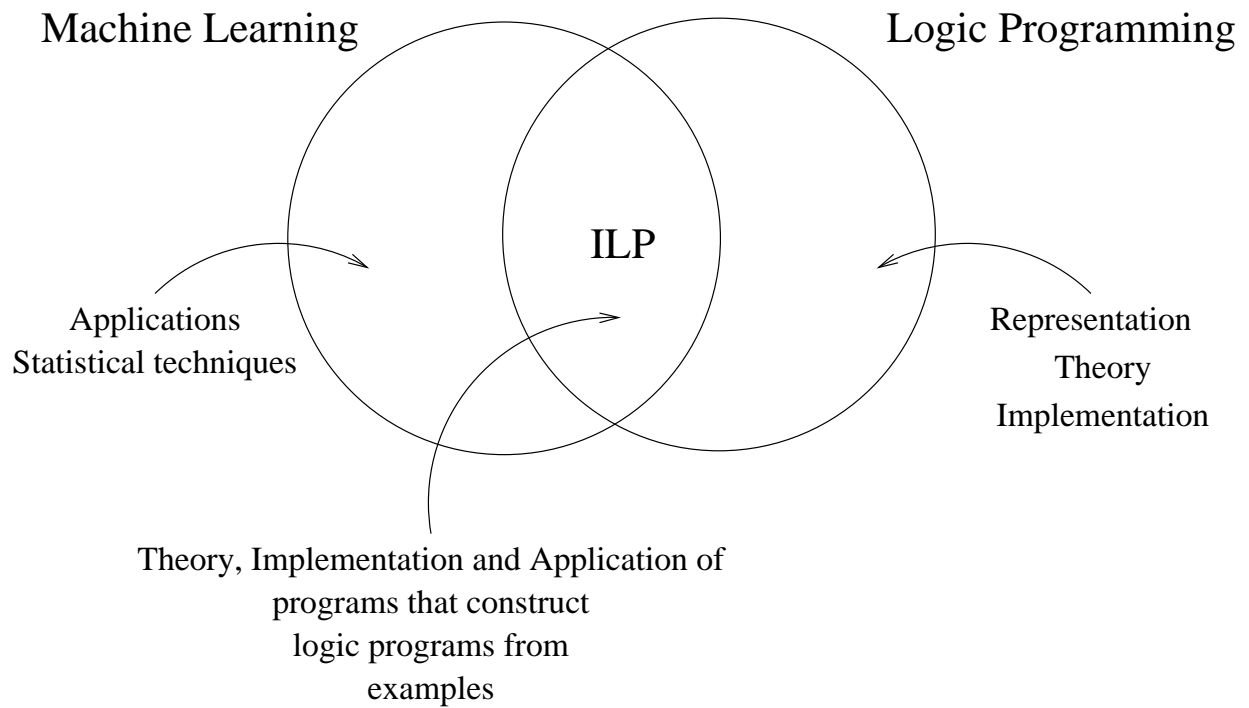 Machine Learning
Logic Programming
ILP
Applications
Statistical techniques
Representation
Theory
Implementation
Theory, Implementation and Application of
programs that construct
logic programs from
examples